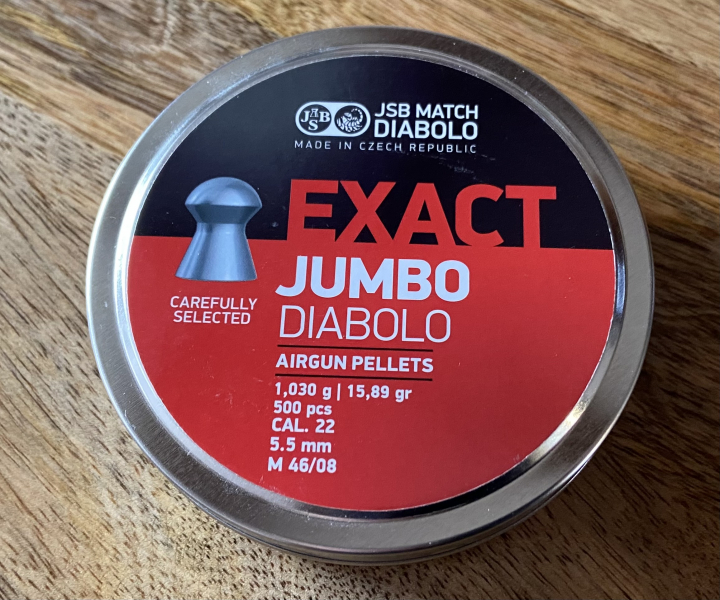 JSB
JSB MATCH
DIABOLO
MADE IN CZECH REPUBLIC
EXACT
JUMBO
DIABOLO
CAREFULLY
SELECTED
AIRGUN PELLETS
1,030 g | 15,89 gr
500 pcs
CAL. 22
5.5 mm
M 46/08